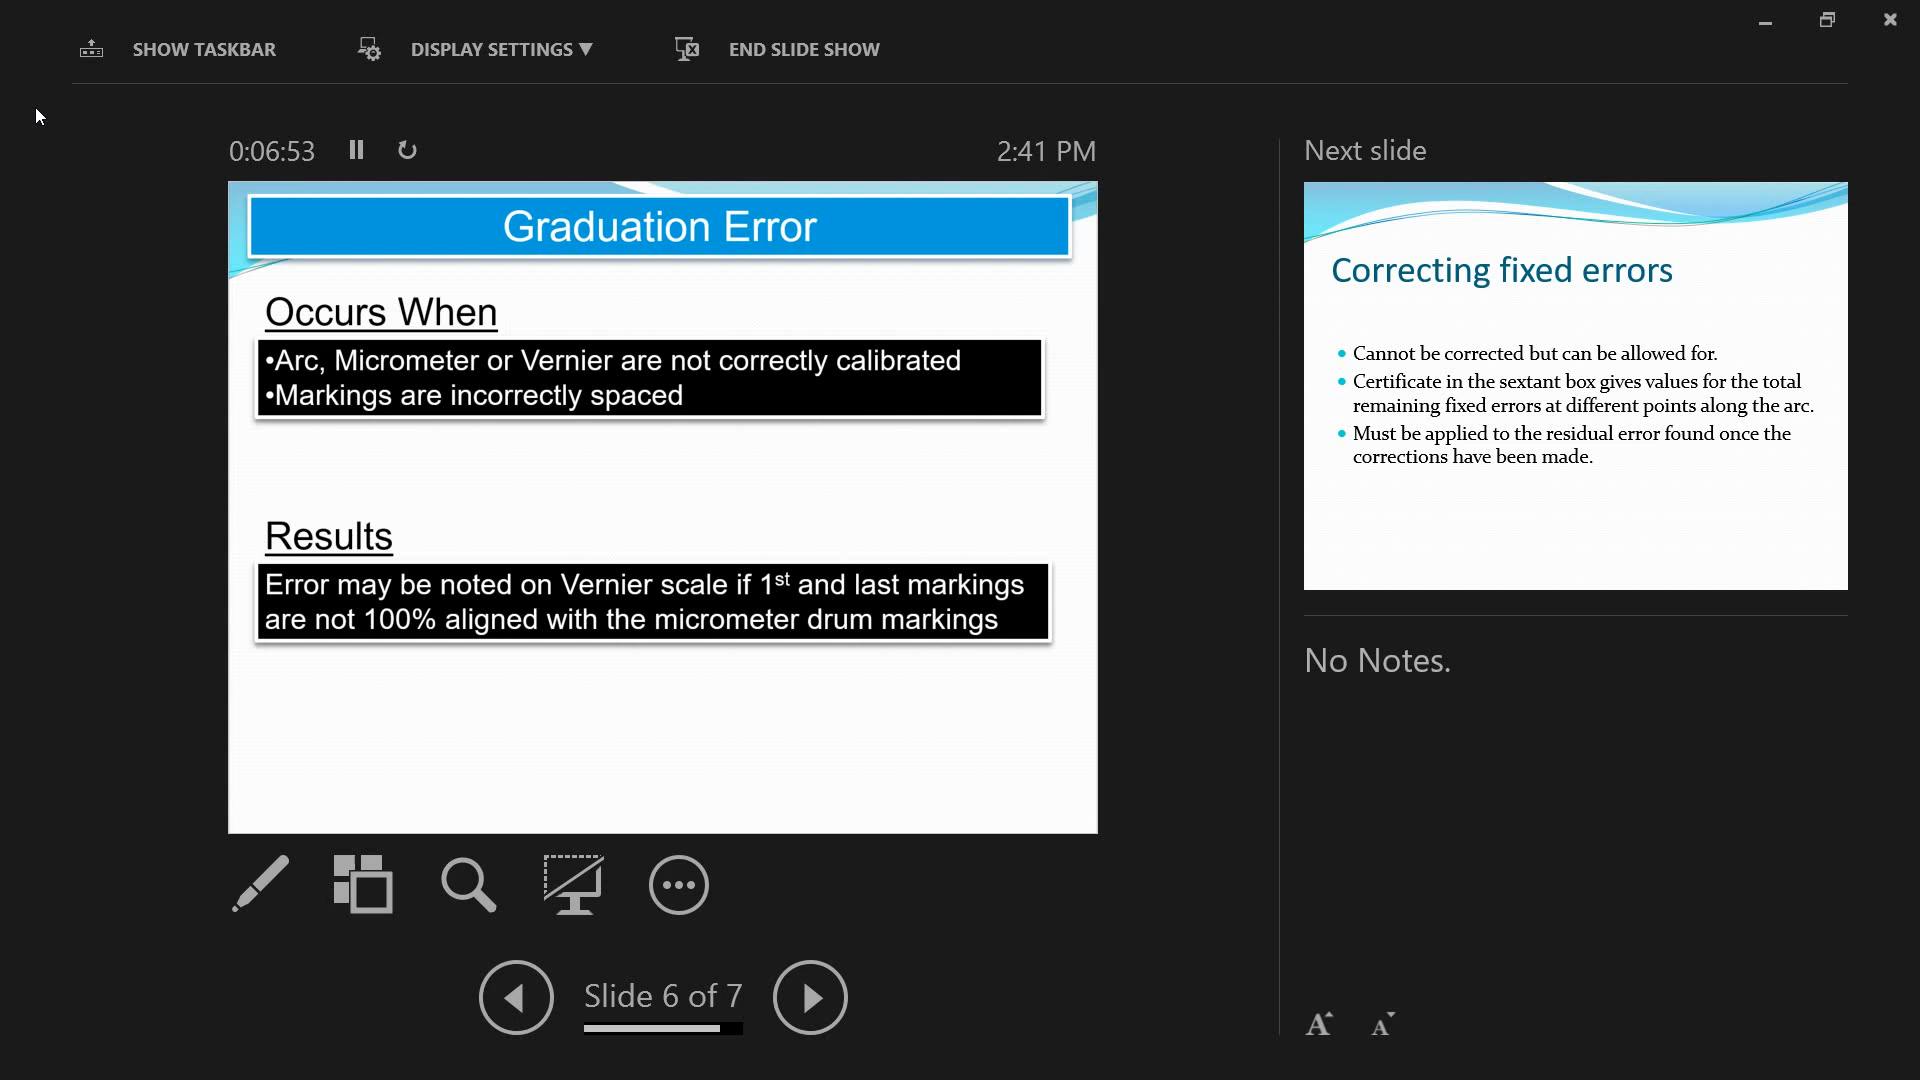 SHOW TASKBAR
DISPLAY SETTINGS ▼
END SLIDE SHOW
0:06:53
2:41 PM
Graduation Error
Occurs When
•Arc, Micrometer or Vernier are not correctly calibrated
•Markings are incorrectly spaced
Results
Error may be noted on Vernier scale if 1st and last markings
are not 100% aligned with the micrometer drum markings
Slide 6 of 7
Next slide
Correcting fixed errors
• Cannot be corrected but can be allowed for.
• Certificate in the sextant box gives values for the total
remaining fixed errors at different points along the arc.
• Must be applied to the residual error found once the
corrections have been made.
No Notes.
A A